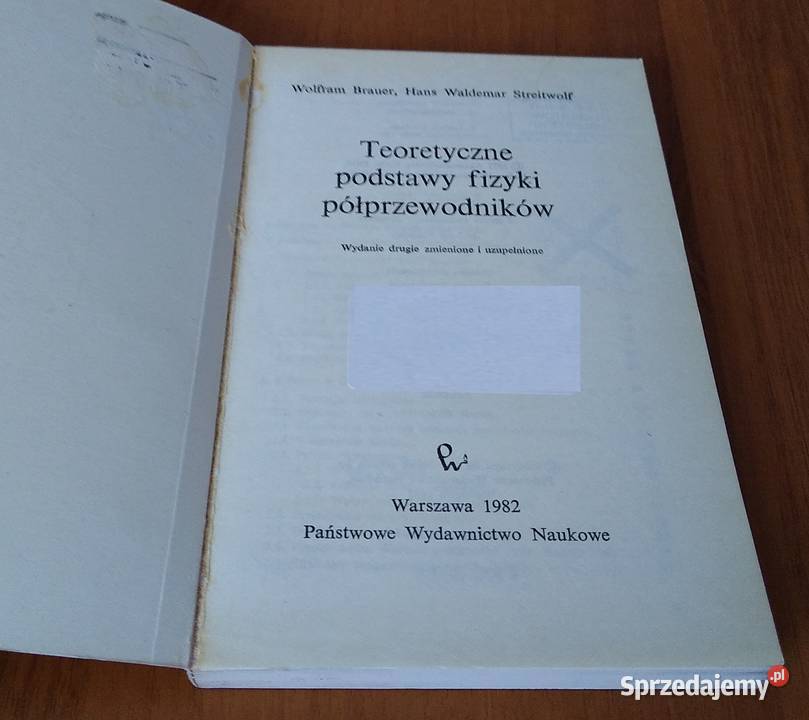 Wolfram Brauer, Hans Waldemar Streitwolf
Teoretyczne
podstawy fizyki
półprzewodników
Wydanie drugie zmienione i uzupełnione
Warszawa 1982
Państwowe Wydawnictwo Naukowe
Sprzedajemy.pl